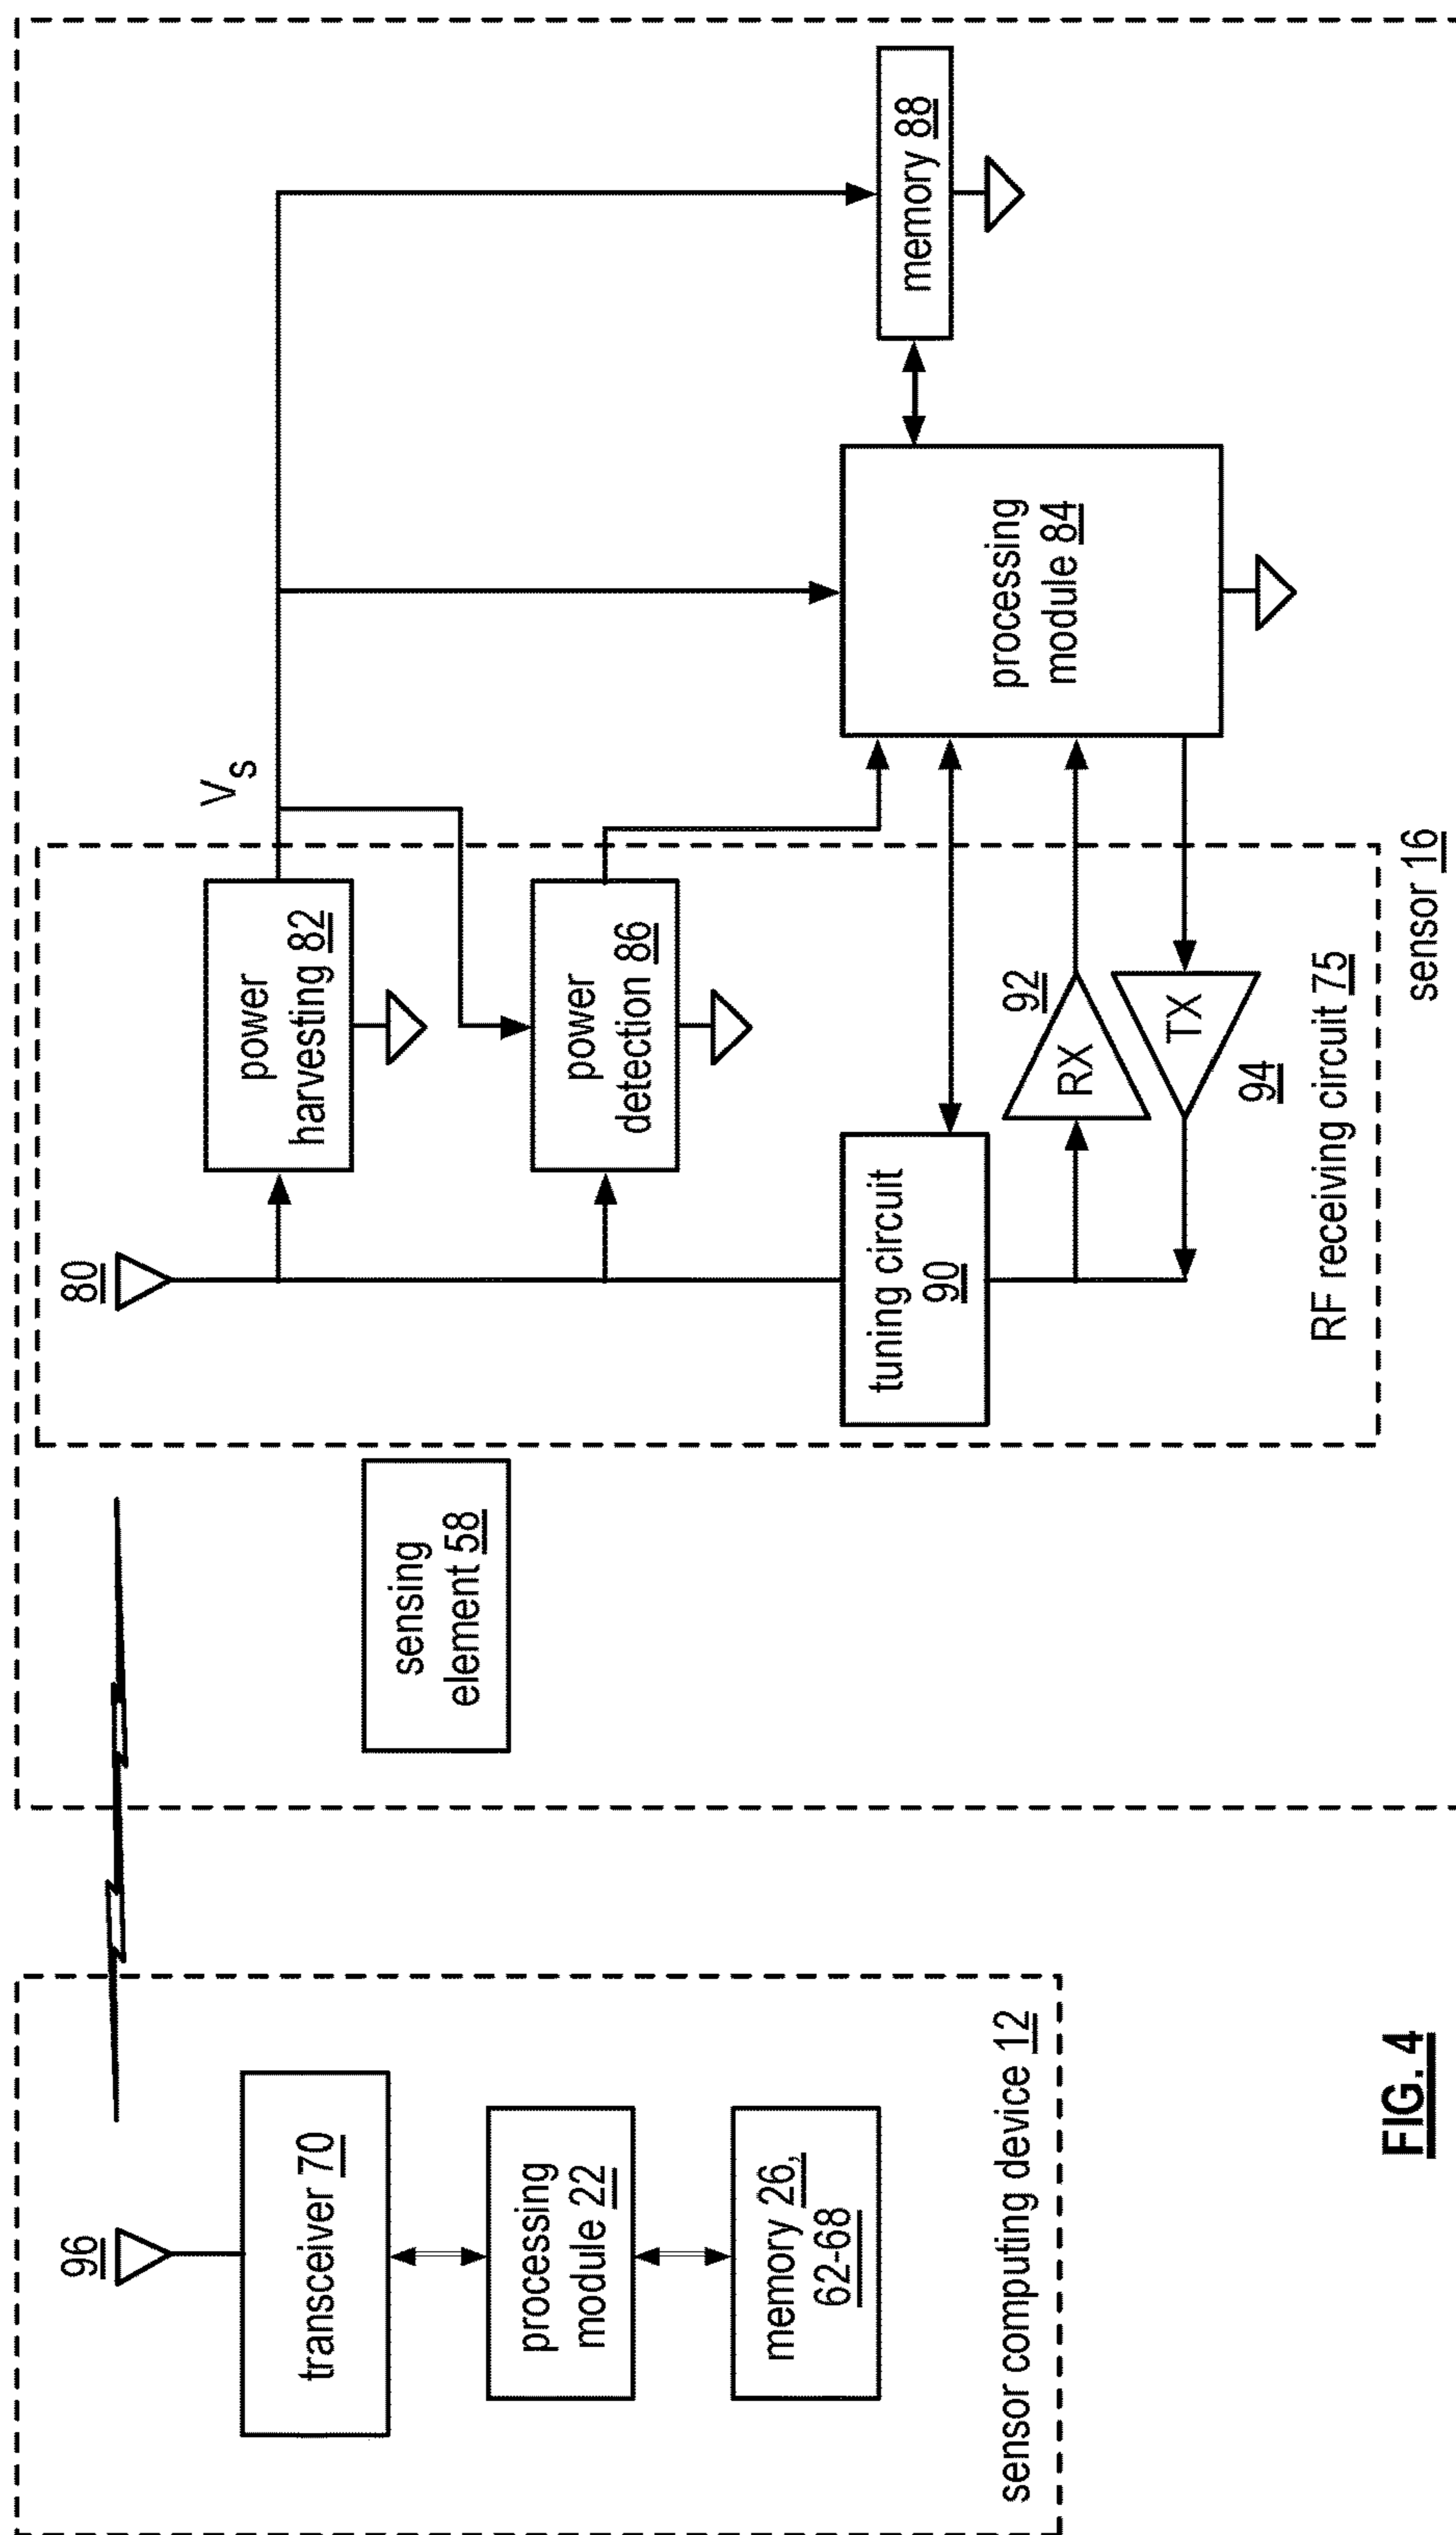 96
transceiver 70
processing
module 22
memory 26,
62-68
sensor computing device 12
sensing
element 58
80
power
harvesting 82
V s
power
detection 86
tuning circuit
90
92
RX
TX
94
RF receiving circuit 75
processing
module 84
memory 88
sensor 16
FIG. 4